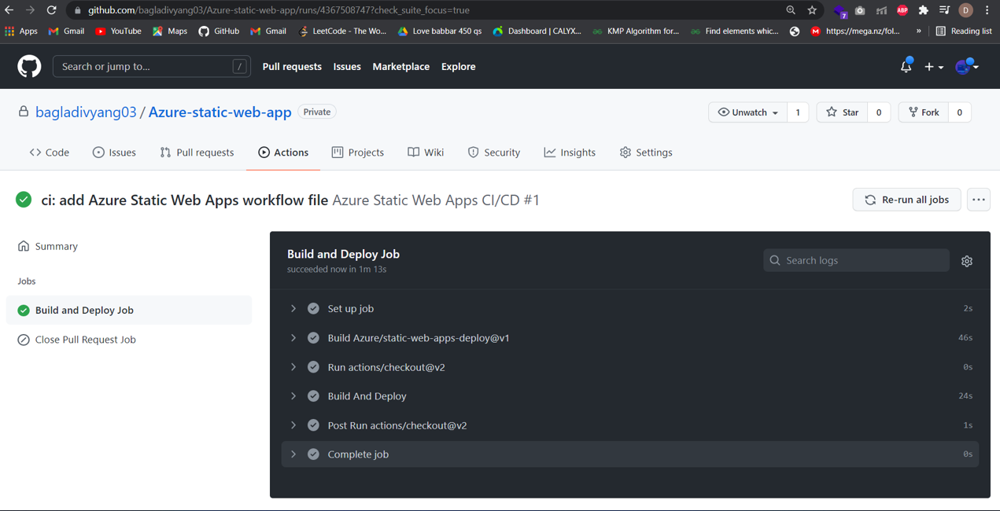 github.com/bagladivyang03/Azure-static-web-app/runs/4367508747?check_suite_focus=true
7 ABP D
Apps Gmail YouTube Maps GitHub Gmail LeetCode - The Wo... Love babbar 450 qs Dashboard | CALYX... KMP Algorithm for... Find elements whic... M https://mega.nz/fol... » Reading list
Search or jump to... / Pull requests Issues Marketplace Explore
bagladivyang03 / Azure-static-web-app Private Unwatch 1 Star 0 Fork 0
Code Issues Pull requests Actions Projects Wiki Security Insights Settings
ci: add Azure Static Web Apps workflow file Azure Static Web Apps CI/CD #1 Re-run all jobs ...
Summary
Jobs
Build and Deploy Job
Close Pull Request Job
Build and Deploy Job
succeeded now in 1m 13s
Search logs
Set up job 2s
Build Azure/static-web-apps-deploy@v1 46s
Run actions/checkout@v2 0s
Build And Deploy 24s
Post Run actions/checkout@v2 1s
Complete job 0s